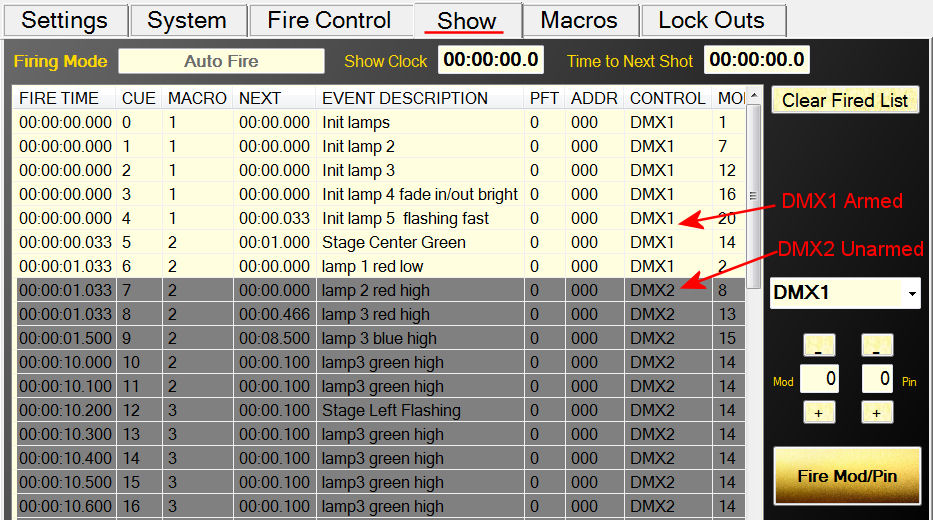 Settings System Fire Control Show Macros Lock Outs
Firing Mode Auto Fire Show Clock 00:00:00.0 Time to Next Shot 00:00:00.0
FIRE TIME CUE MACRO NEXT EVENT DESCRIPTION PFT ADDR CONTROL MOD Clear Fired List
00:00:00.000 0 1 00:00.000 Init lamps 0 000 DMX1 1
00:00:00.000 1 1 00:00.000 Init lamp 2 0 000 DMX1 7
00:00:00.000 2 1 00:00.000 Init lamp 3 0 000 DMX1 12
00:00:00.000 3 1 00:00.000 Init lamp 4 fade in/out bright 0 000 DMX1 16
00:00:00.000 4 1 00:00.033 Init lamp 5 flashing fast 0 000 DMX1 20 DMX1 Armed
00:00:00.033 5 2 00:01.000 Stage Center Green 0 000 DMX1 14 DMX2 Unarmed
00:00:01.033 6 2 00:00.000 lamp 1 red low 0 000 DMX1 2
00:00:01.033 7 2 00:00.000 lamp 2 red high 0 000 DMX2 8 DMX1
00:00:01.033 8 2 00:00.466 lamp 3 red high 0 000 DMX2 13
00:00:01.500 9 2 00:08.500 lamp 3 blue high 0 000 DMX2 15 - -
00:00:10.000 10 2 00:00.100 lamp3 green high 0 000 DMX2 14
00:00:10.100 11 2 00:00.100 lamp3 green high 0 000 DMX2 14 Mod 0 0 Pin
00:00:10.200 12 3 00:00.100 Stage Left Flashing 0 000 DMX2 14 + +
00:00:10.300 13 3 00:00.100 lamp3 green high 0 000 DMX2 14
00:00:10.400 14 3 00:00.100 lamp3 green high 0 000 DMX2 14
00:00:10.500 15 3 00:00.100 lamp3 green high 0 000 DMX2 14 Fire Mod/Pin
00:00:10.600 16 3 00:00.100 lamp3 green high 0 000 DMX2 14